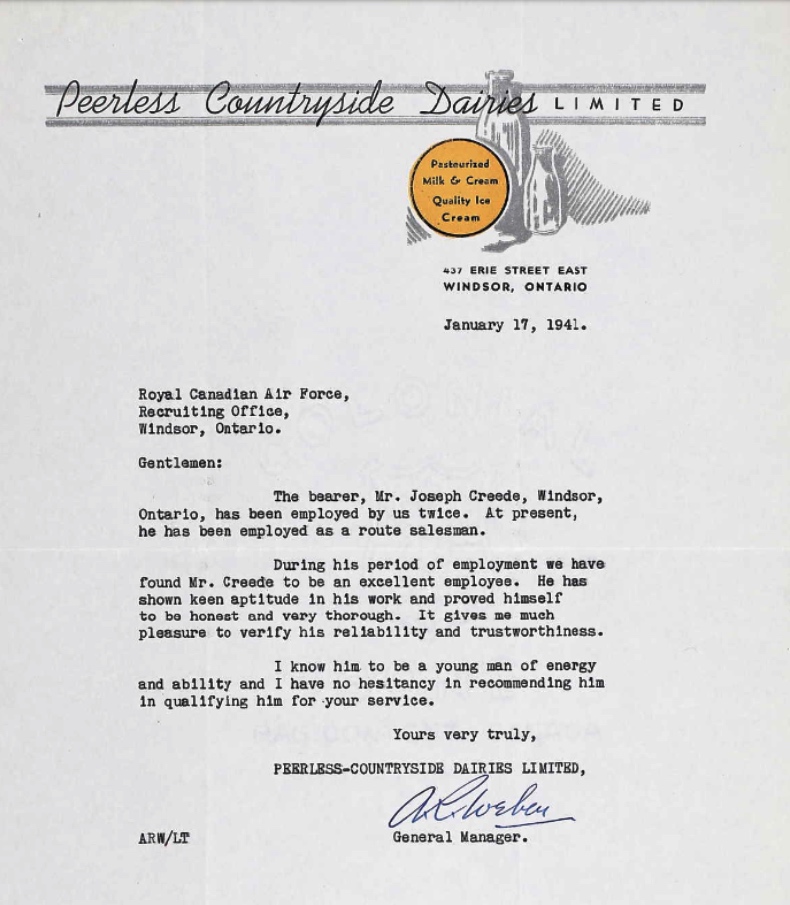 Peerless Countryside Dairies LIMITED
Pasteurized
Milk & Cream
Quality Ice
Cream
437 ERIE STREET EAST
WINDSOR, ONTARIO
January 17, 1941.
Royal Canadian Air Force,
Recruiting Office,
Windsor, Ontario.
Gentlemen:
The bearer, Mr. Joseph Creede, Windsor,
Ontario, has been employed by us twice. At present,
he has been employed as a route salesman.
During his period of employment we have
found Mr. Creede to be an excellent employee. He has
shown keen aptitude in his work and proved himself
to be honest and very thorough. It gives me much
pleasure to verify his reliability and trustworthiness.
I know him to be a young man of energy
and ability and I have no hesitancy in recommending him
in qualifying him for your service.
Yours very truly,
PEERLESS-COUNTRYSIDE DAIRIES LIMITED,
General Manager.
ARW/LT